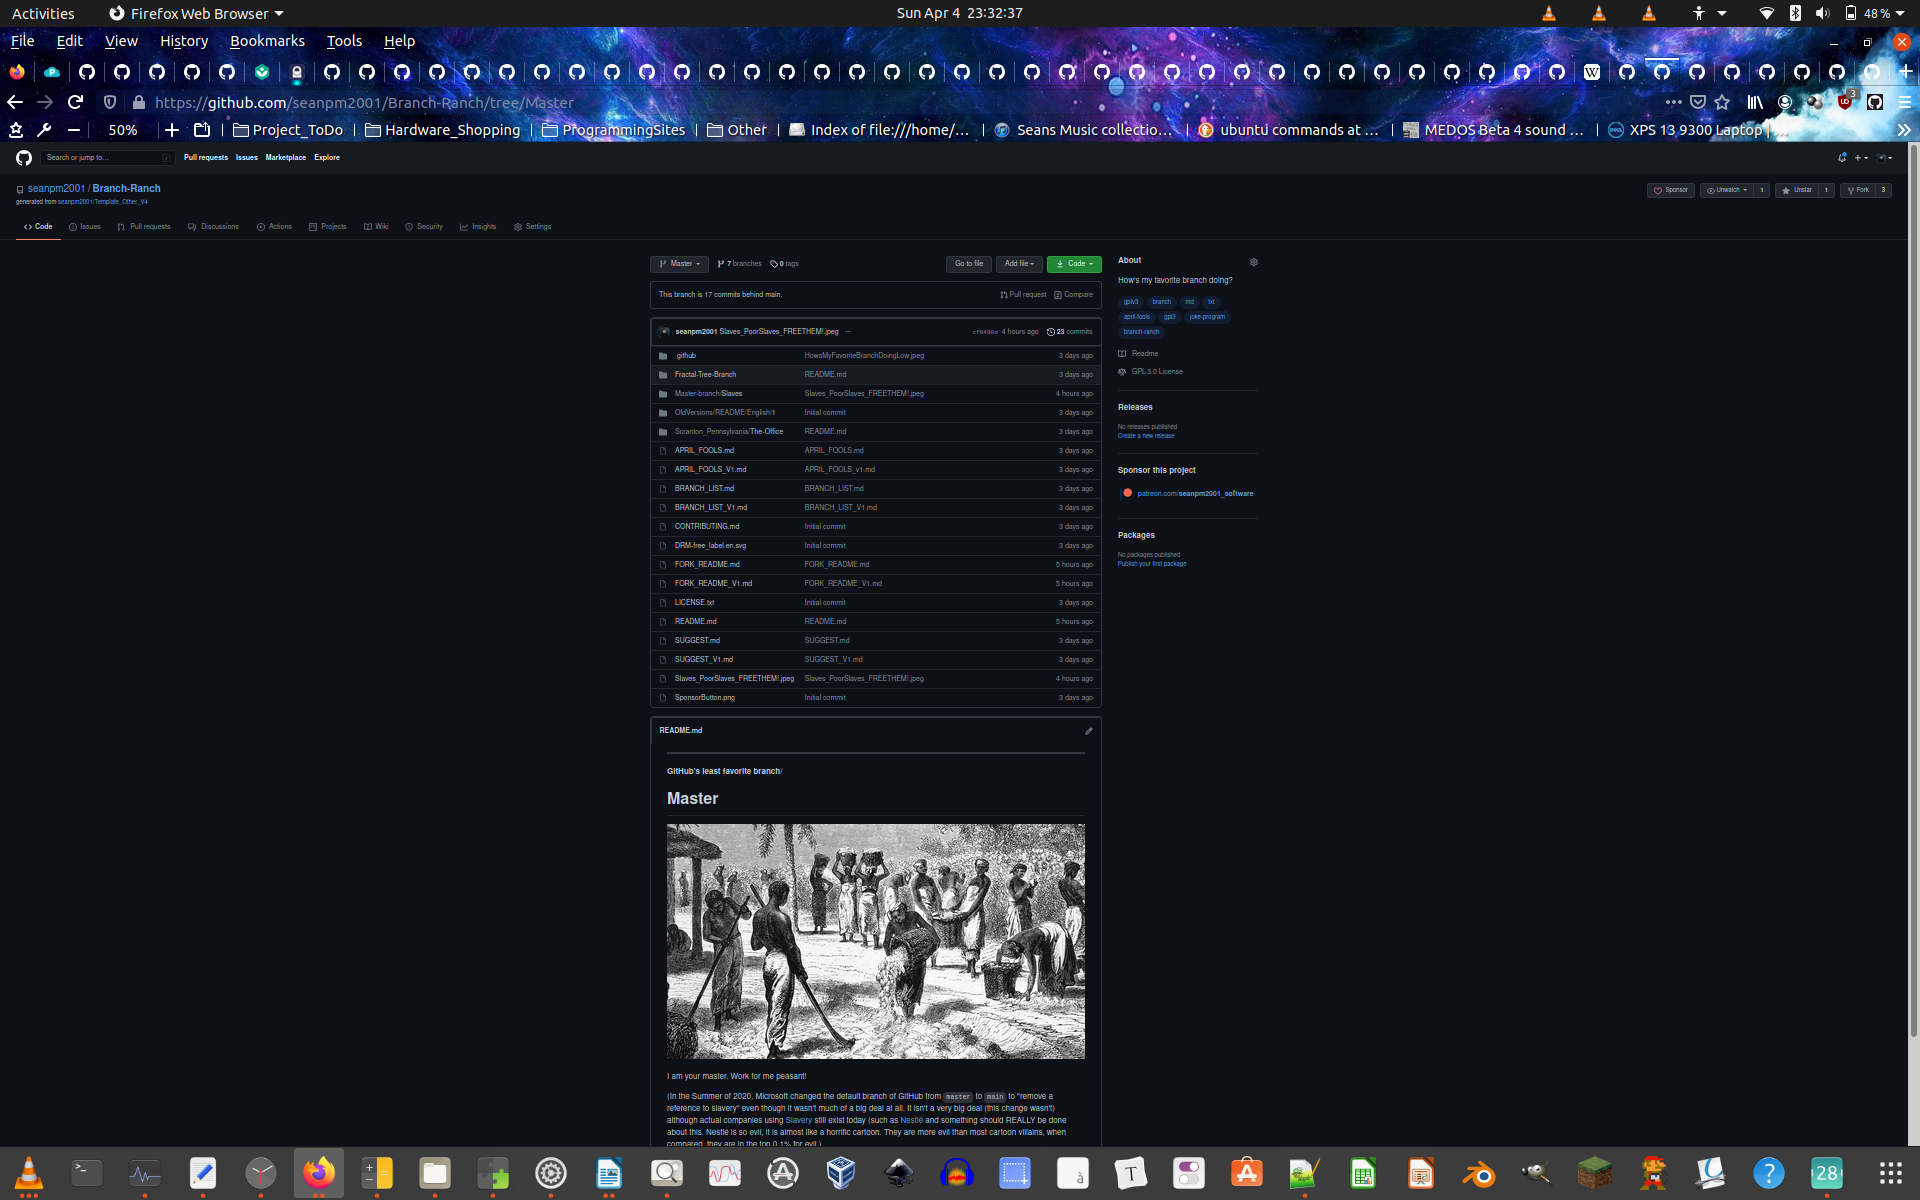 Activities
Firefox Web Browser
Sun Apr 4 23:32:37
48 %
File Edit View History Bookmarks Tools Help
https://github.com/seanpm2001/Branch-Ranch/tree/Master
3
50%
Project_ToDo
Hardware_Shopping
ProgrammingSites
Other
Index of file:///home/…
Seans Music collectio…
ubuntu commands at …
MEDOS Beta 4 sound …
XPS 13 9300 Laptop | …
Search or jump to…
/
Pull requests Issues Marketplace Explore
seanpm2001 / Branch-Ranch
generated from seanpm2001/Template_Other_V4
Sponsor
Unwatch 1
Unstar 1
Fork 3
Code Issues Pull requests Discussions Actions Projects Wiki Security Insights Settings
Master 7 branches 0 tags
Go to file Add file Code
This branch is 17 commits behind main.
Pull request Compare
seanpm2001 Slaves_PoorSlaves_FREETHEM!.jpeg 4 hours ago 23 commits
.github HowsMyFavoriteBranchDoingLow.jpeg 3 days ago
Fractal-Tree-Branch README.md 3 days ago
Master-branch/Slaves Slaves_PoorSlaves_FREETHEM!.jpeg 4 hours ago
OldVersions/README/English/1 Initial commit 3 days ago
Scranton_Pennsylvania/The-Office README.md 3 days ago
APRIL_FOOLS.md APRIL_FOOLS.md 3 days ago
APRIL_FOOLS_V1.md APRIL_FOOLS_v1.md 3 days ago
BRANCH_LIST.md BRANCH_LIST.md 3 days ago
BRANCH_LIST_V1.md BRANCH_LIST_V1.md 3 days ago
CONTRIBUTING.md Initial commit 3 days ago
DRM-free_label.en.svg Initial commit 3 days ago
FORK_README.md FORK_README.md 5 hours ago
FORK_README_V1.md FORK_README_V1.md 5 hours ago
LICENSE.txt Initial commit 3 days ago
README.md README.md 5 hours ago
SUGGEST.md SUGGEST.md 3 days ago
SUGGEST_V1.md SUGGEST_V1.md 3 days ago
Slaves_PoorSlaves_FREETHEM!.jpeg Slaves_PoorSlaves_FREETHEM!.jpeg 4 hours ago
SponsorButton.png Initial commit 3 days ago
About
How's my favorite branch doing?
gplv3 branch md txt
april-fools gpl3 joke-program
branch-ranch
Readme
GPL-3.0 License
Releases
No releases published
Create a new release
Sponsor this project
patreon.com/seanpm2001_software
Packages
No packages published
Publish your first package
README.md
GitHub's least favorite branch/
Master
I am your master. Work for me peasant!
(In the Summer of 2020, Microsoft changed the default branch of GitHub from master to main to "remove a
reference to slavery" even though it wasn't much of a big deal at all. It isn't a very big deal (this change wasn't)
although actual companies using Slavery still exist today (such as Nestlé and something should REALLY be done
about this. Nestlé is so evil, it is almost like a horrific cartoon. They are more evil than most cartoon villains, when
compared, they are in the top 0.1% for evil.)
28